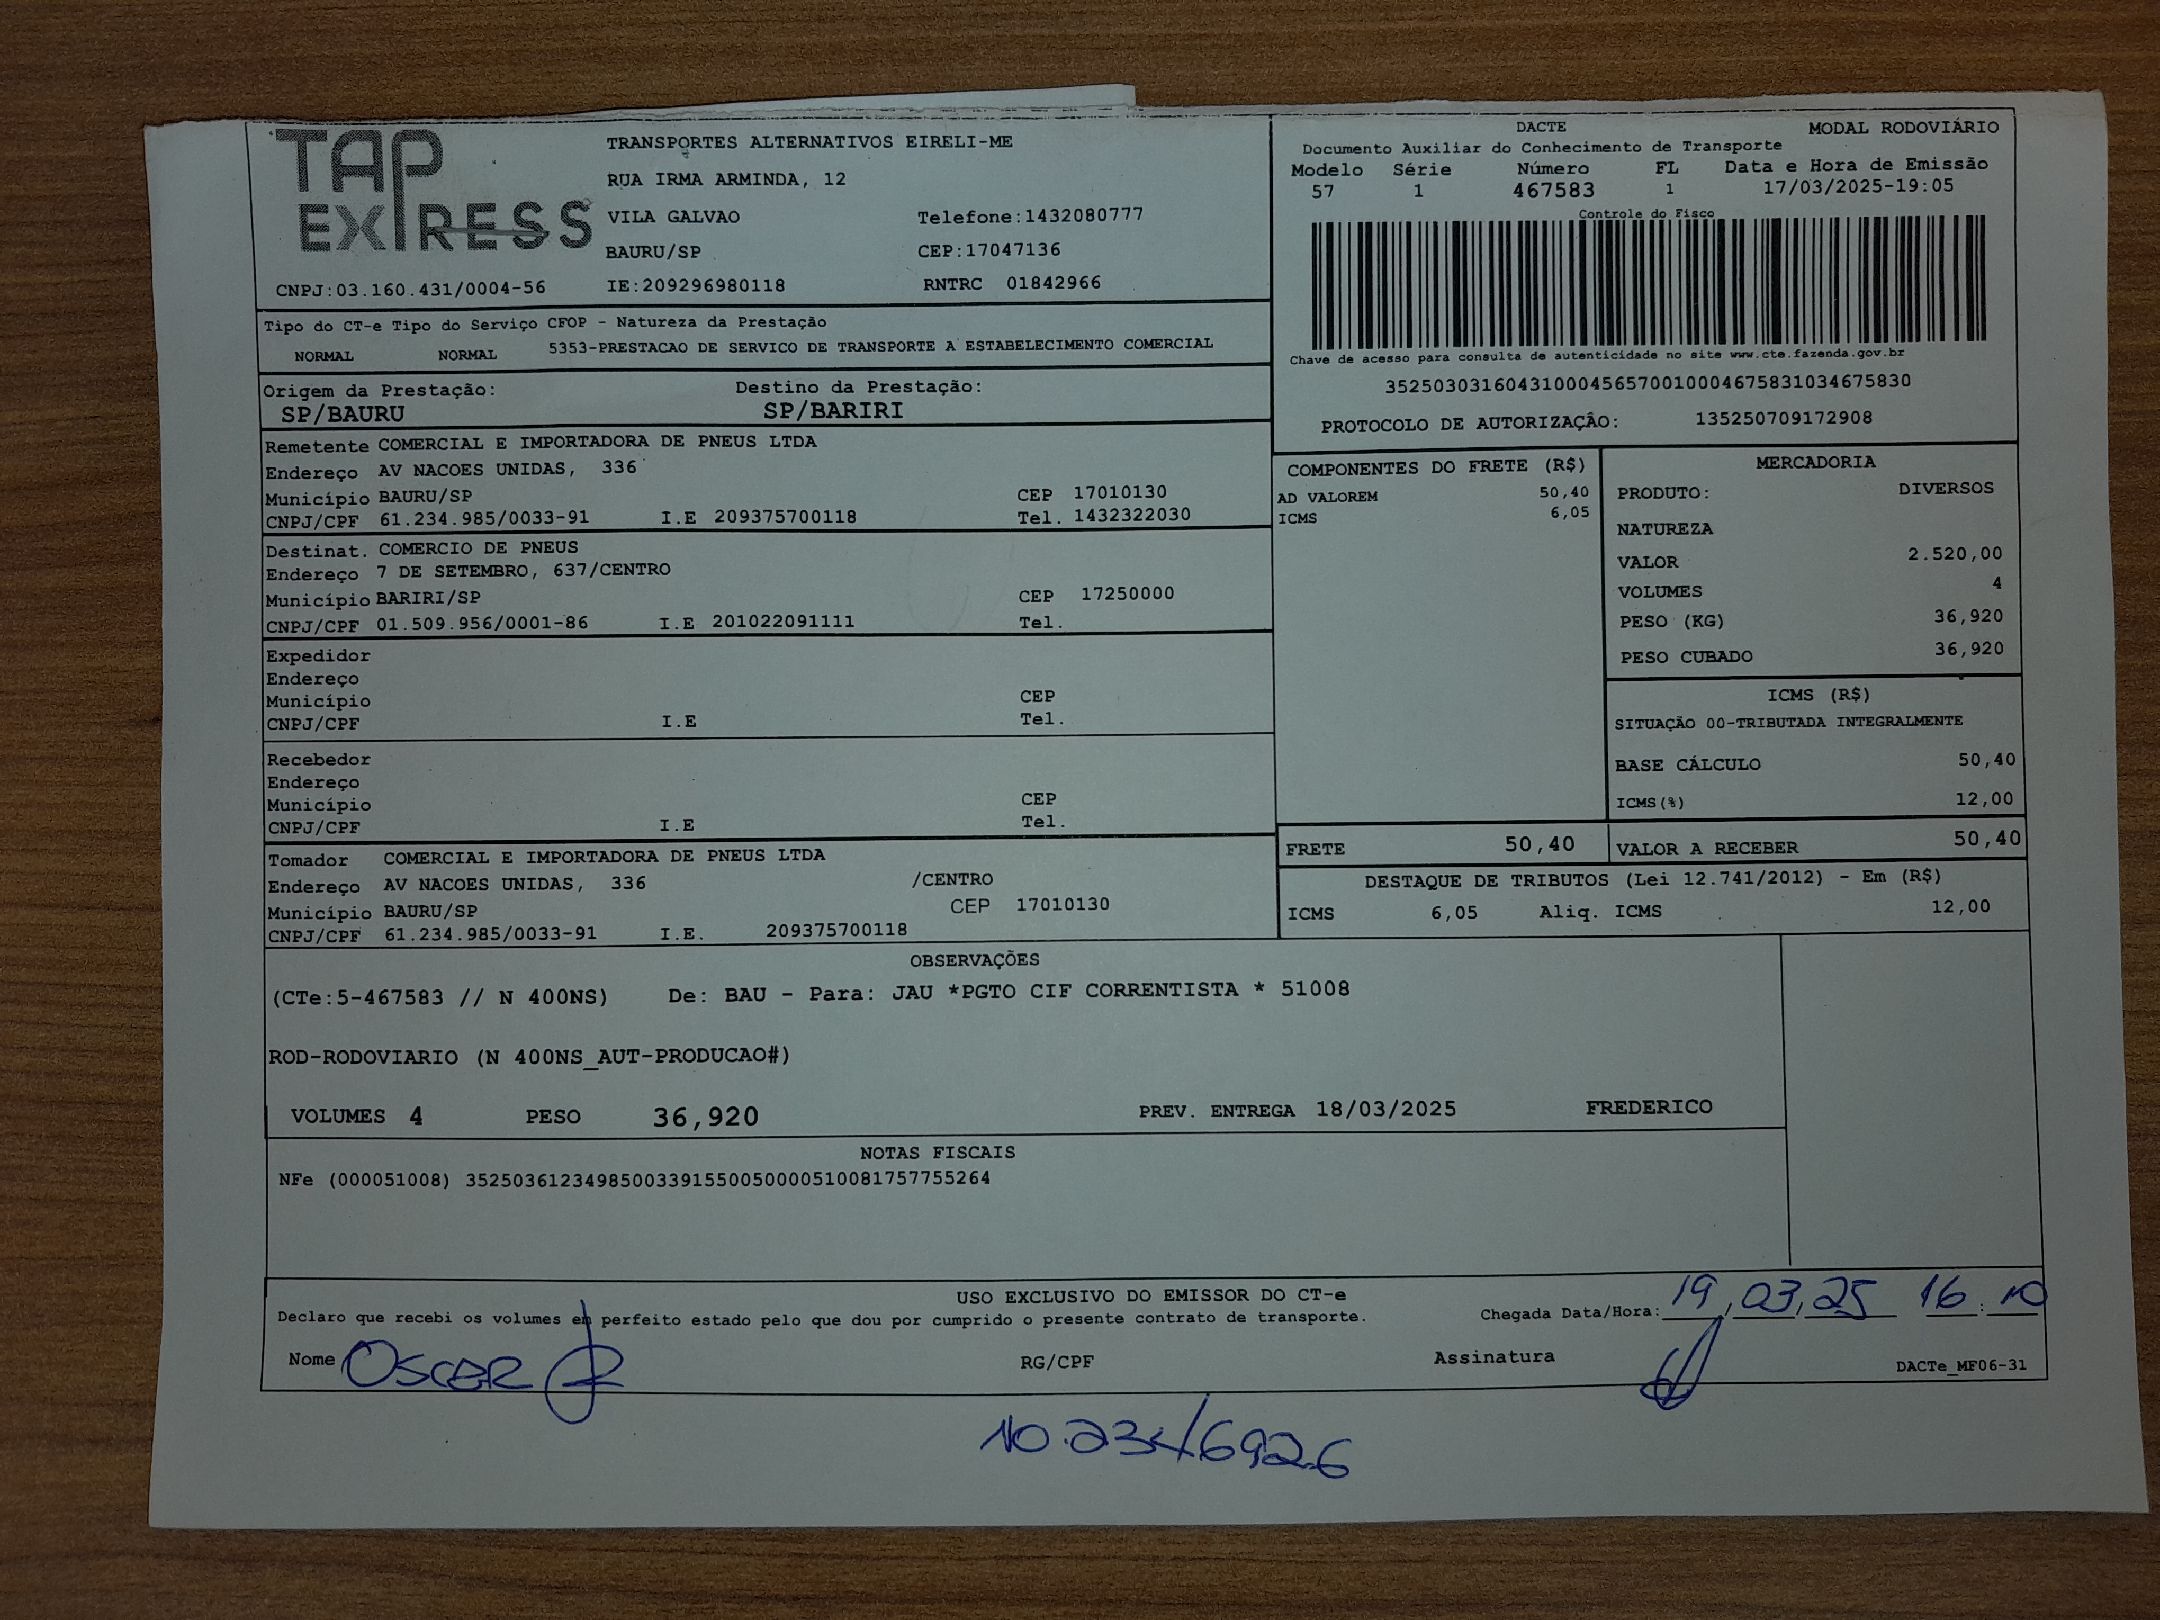 TAP EXPRESS
TRANSPORTES ALTERNATIVOS EIRELI-ME
RUA IRMA ARMINDA, 12
VILA GALVAO Telefone:1432080777
BAURU/SP CEP:17047136
CNPJ:03.160.431/0004-56 IE:209296980118 RNTRC 01842966
DACTE MODAL RODOVIÁRIO
Documento Auxiliar do Conhecimento de Transporte
Modelo Série Número FL Data e Hora de Emissão
57 1 467583 1 17/03/2025-19:05
Controle do Fisco
Chave de acesso para consulta de autenticidade no site www.cte.fazenda.gov.br
35250303160431000456570010004675831034675830
PROTOCOLO DE AUTORIZAÇÃO: 135250709172908
Tipo do CT-e Tipo do Serviço CFOP - Natureza da Prestação
NORMAL NORMAL 5353-PRESTACAO DE SERVICO DE TRANSPORTE A ESTABELECIMENTO COMERCIAL
Origem da Prestação: Destino da Prestação:
SP/BAURU SP/BARIRI
Remetente COMERCIAL E IMPORTADORA DE PNEUS LTDA
Endereço AV NACOES UNIDAS, 336
Município BAURU/SP CEP 17010130
CNPJ/CPF 61.234.985/0033-91 I.E 209375700118 Tel. 1432322030
Destinat. COMERCIO DE PNEUS
Endereço 7 DE SETEMBRO, 637/CENTRO
Município BARIRI/SP CEP 17250000
CNPJ/CPF 01.509.956/0001-86 I.E 201022091111 Tel.
Expedidor
Endereço
Município CEP
CNPJ/CPF I.E Tel.
Recebedor
Endereço
Município CEP
CNPJ/CPF I.E Tel.
Tomador COMERCIAL E IMPORTADORA DE PNEUS LTDA
Endereço AV NACOES UNIDAS, 336 /CENTRO
Município BAURU/SP CEP 17010130
CNPJ/CPF 61.234.985/0033-91 I.E. 209375700118
COMPONENTES DO FRETE (R$)
AD VALOREM 50,40
ICMS 6,05
MERCADORIA
PRODUTO: DIVERSOS
NATUREZA
VALOR 2.520,00
VOLUMES 4
PESO (KG) 36,920
PESO CUBADO 36,920
ICMS (R$)
SITUAÇÃO 00-TRIBUTADA INTEGRALMENTE
BASE CÁLCULO 50,40
ICMS(%) 12,00
FRETE 50,40 VALOR A RECEBER 50,40
DESTAQUE DE TRIBUTOS (Lei 12.741/2012) - Em (R$)
ICMS 6,05 Aliq. ICMS 12,00
OBSERVAÇÕES
(CTe:5-467583 // N 400NS) De: BAU - Para: JAU *PGTO CIF CORRENTISTA * 51008
ROD-RODOVIARIO (N 400NS_AUT-PRODUCAO#)
VOLUMES 4 PESO 36,920 PREV. ENTREGA 18/03/2025 FREDERICO
NOTAS FISCAIS
NFe (000051008) 35250361234985003391550050000510081757755264
USO EXCLUSIVO DO EMISSOR DO CT-e
Declaro que recebi os volumes em perfeito estado pelo que dou por cumprido o presente contrato de transporte. Chegada Data/Hora: 19,03,25 16:10
Nome OSCER RG/CPF Assinatura DACTe_MF06-31